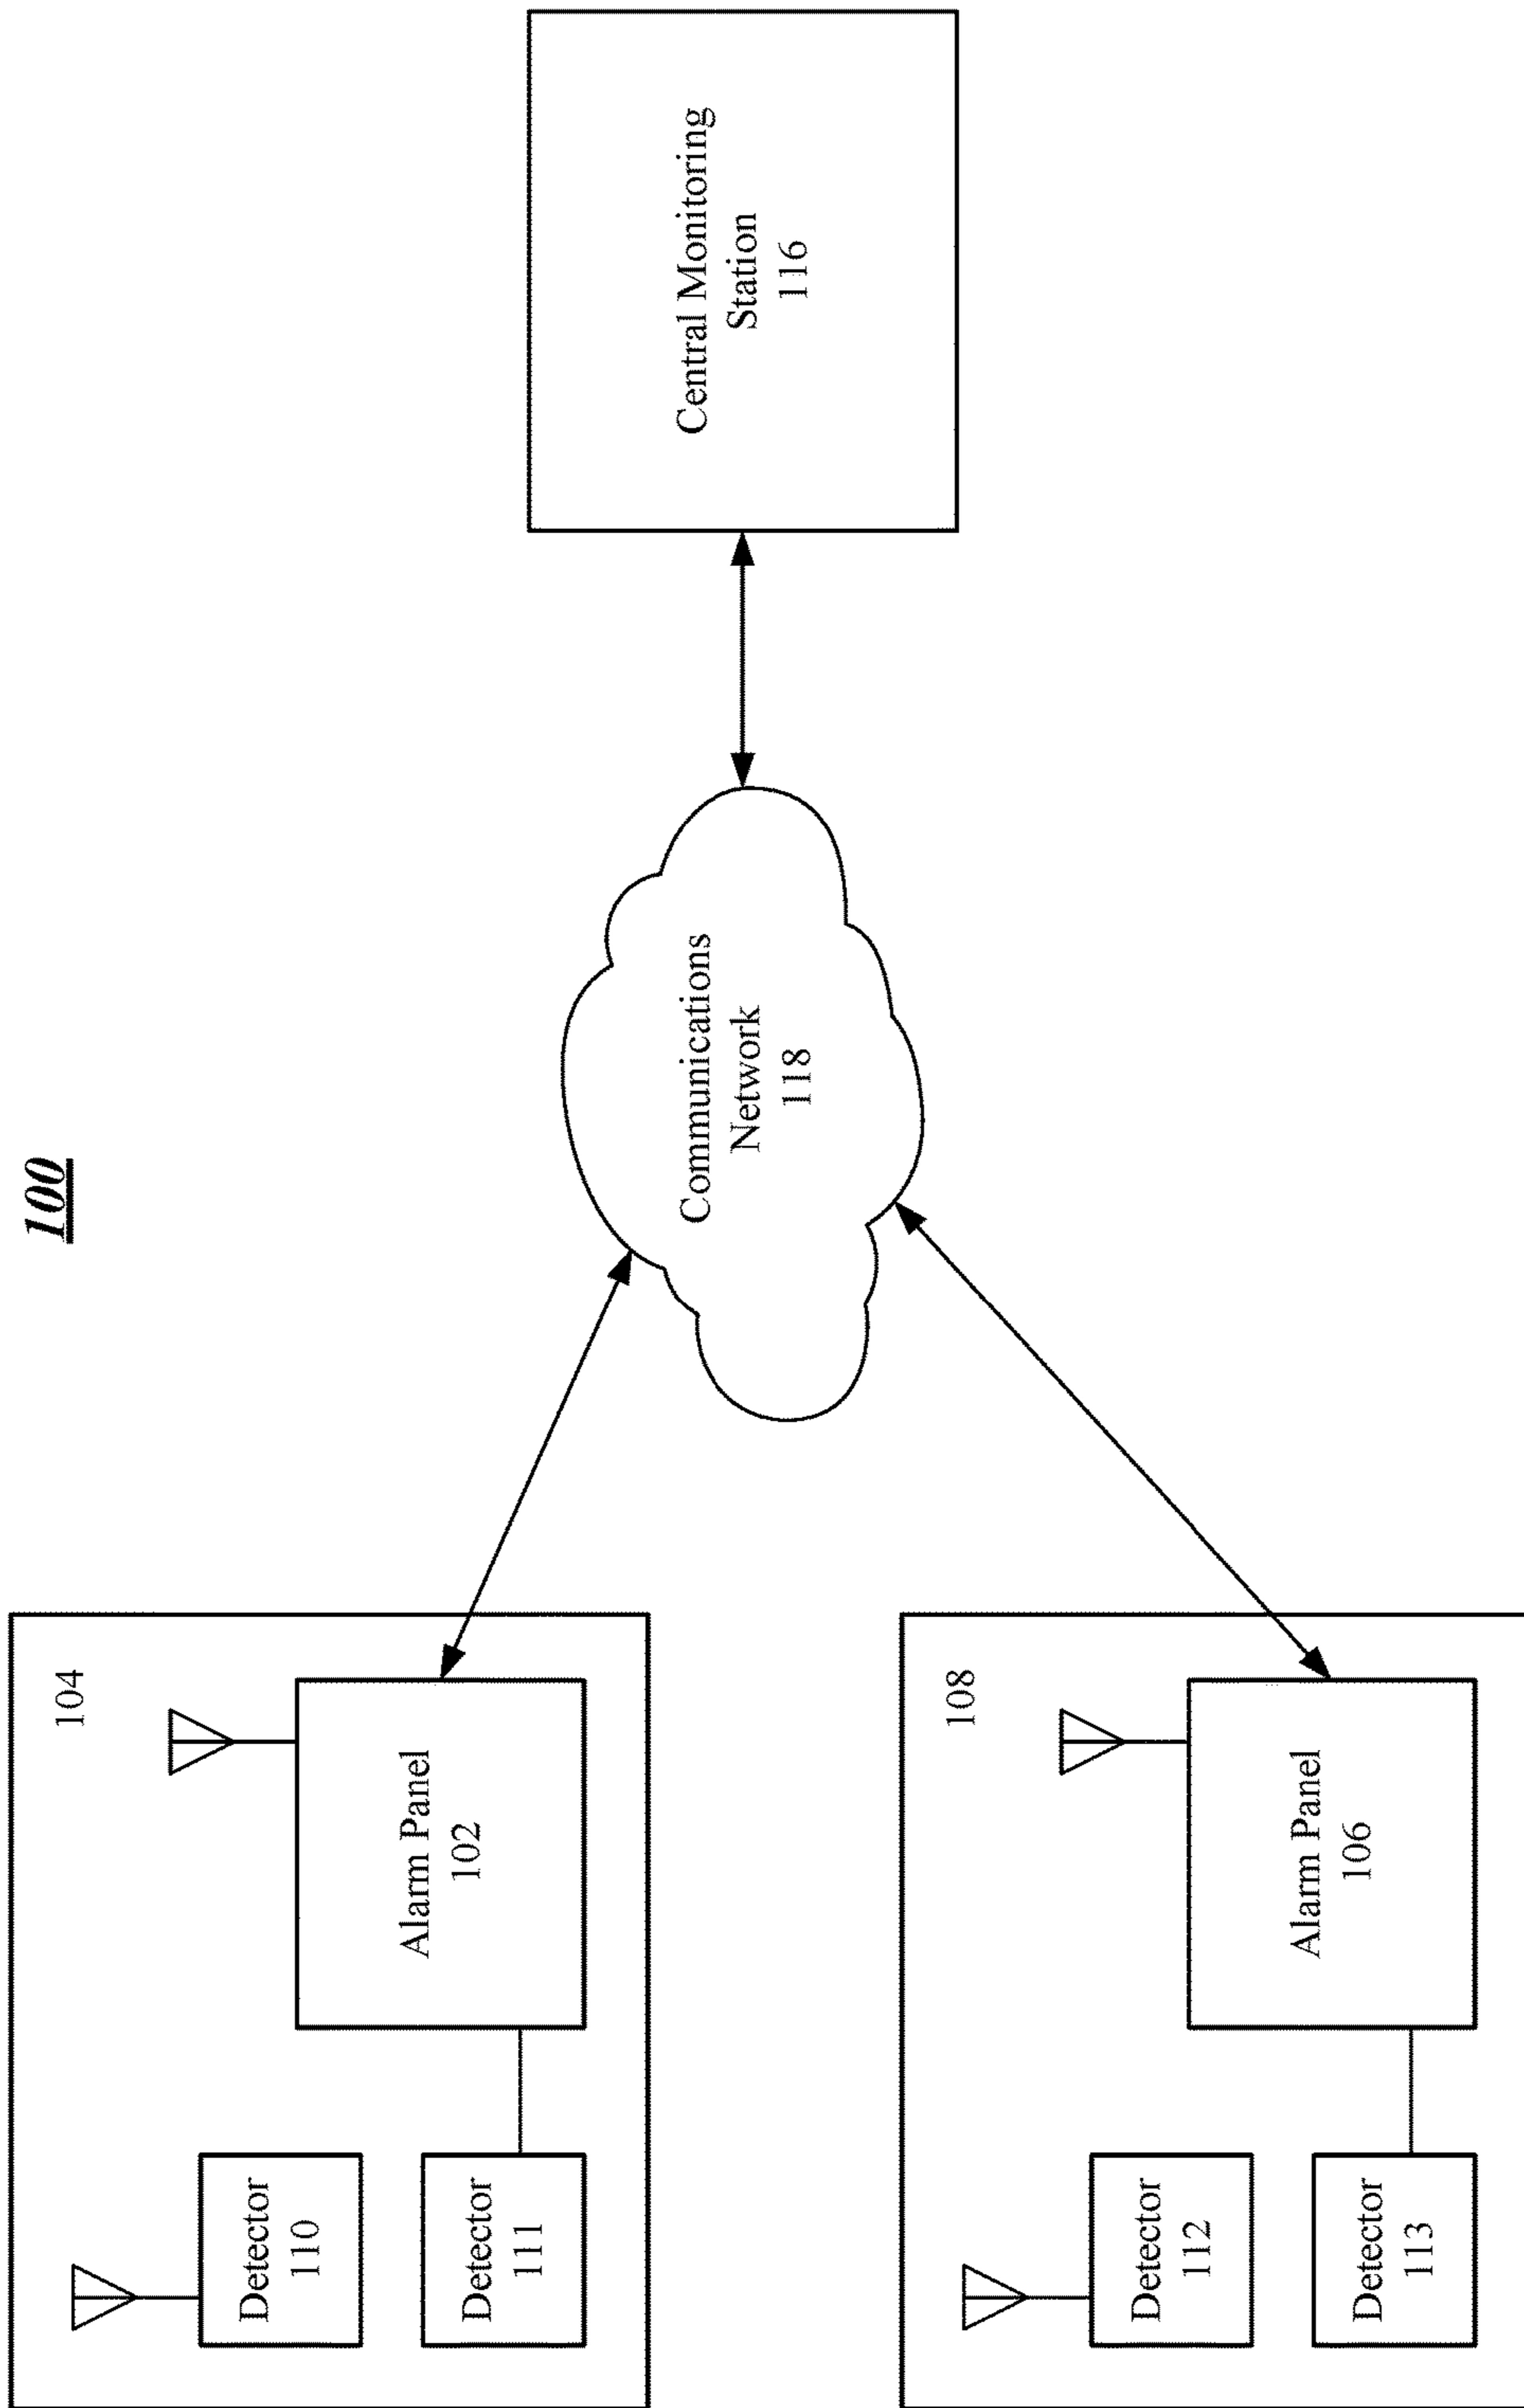 100
104
Detector
110
Detector
111
Alarm Panel
102
108
Detector
112
Detector
113
Alarm Panel
106
Communications
Network
118
Central Monitoring
Station
116